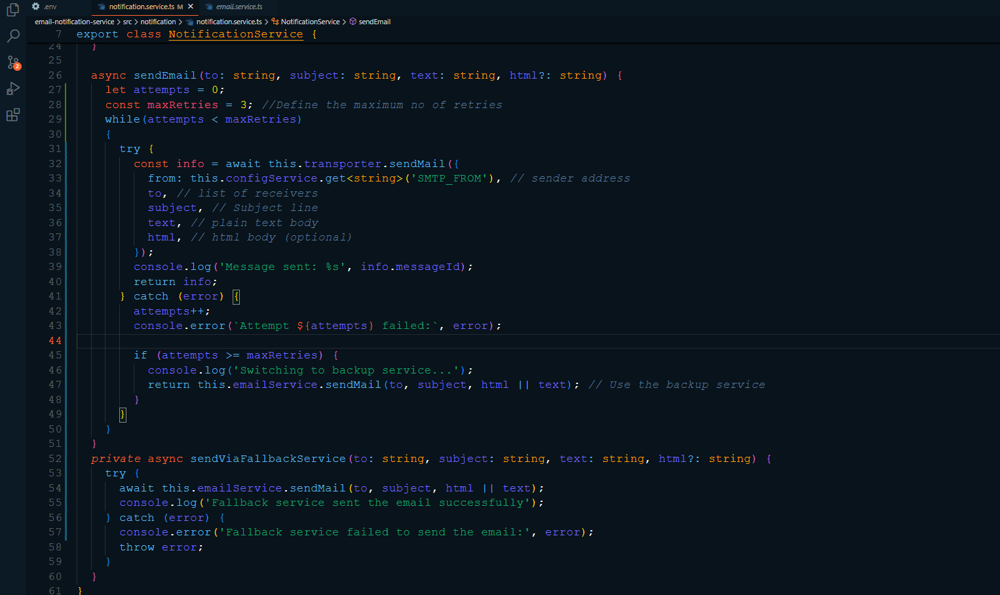 .env notification.service.ts M × email.service.ts
email-notification-service > src > notification > notification.service.ts > NotificationService > sendEmail
7 export class NotificationService {
24 }
25
26 async sendEmail(to: string, subject: string, text: string, html?: string) {
27 let attempts = 0;
28 const maxRetries = 3; //Define the maximum no of retries
29 while(attempts < maxRetries)
30 {
31 try {
32 const info = await this.transporter.sendMail({
33 from: this.configService.get<string>('SMTP_FROM'), // sender address
34 to, // list of receivers
35 subject, // Subject line
36 text, // plain text body
37 html, // html body (optional)
38 });
39 console.log('Message sent: %s', info.messageId);
40 return info;
41 } catch (error) {
42 attempts++;
43 console.error(`Attempt ${attempts} failed:`, error);
44
45 if (attempts >= maxRetries) {
46 console.log('Switching to backup service...');
47 return this.emailService.sendMail(to, subject, html || text); // Use the backup service
48 }
49 }
50 }
51 }
52 private async sendViaFallbackService(to: string, subject: string, text: string, html?: string) {
53 try {
54 await this.emailService.sendMail(to, subject, html || text);
55 console.log('Fallback service sent the email successfully');
56 } catch (error) {
57 console.error('Fallback service failed to send the email:', error);
58 throw error;
59 }
60 }
61 }
2